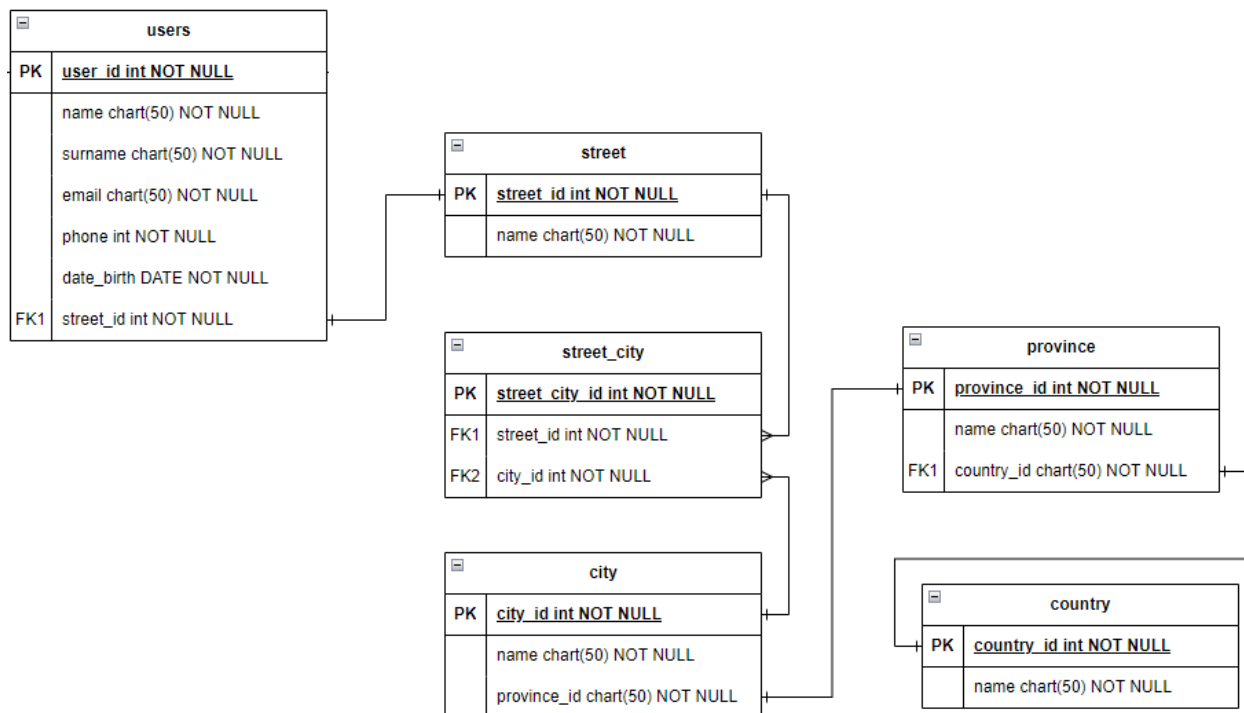 users
PK user_id int NOT NULL
name chart(50) NOT NULL
surname chart(50) NOT NULL
email chart(50) NOT NULL
phone int NOT NULL
date_birth DATE NOT NULL
FK1 street_id int NOT NULL
street
PK street_id int NOT NULL
name chart(50) NOT NULL
street_city
PK street_city_id int NOT NULL
FK1 street_id int NOT NULL
FK2 city_id int NOT NULL
city
PK city_id int NOT NULL
name chart(50) NOT NULL
province_id chart(50) NOT NULL
province
PK province_id int NOT NULL
name chart(50) NOT NULL
FK1 country_id chart(50) NOT NULL
country
PK country_id int NOT NULL
name chart(50) NOT NULL